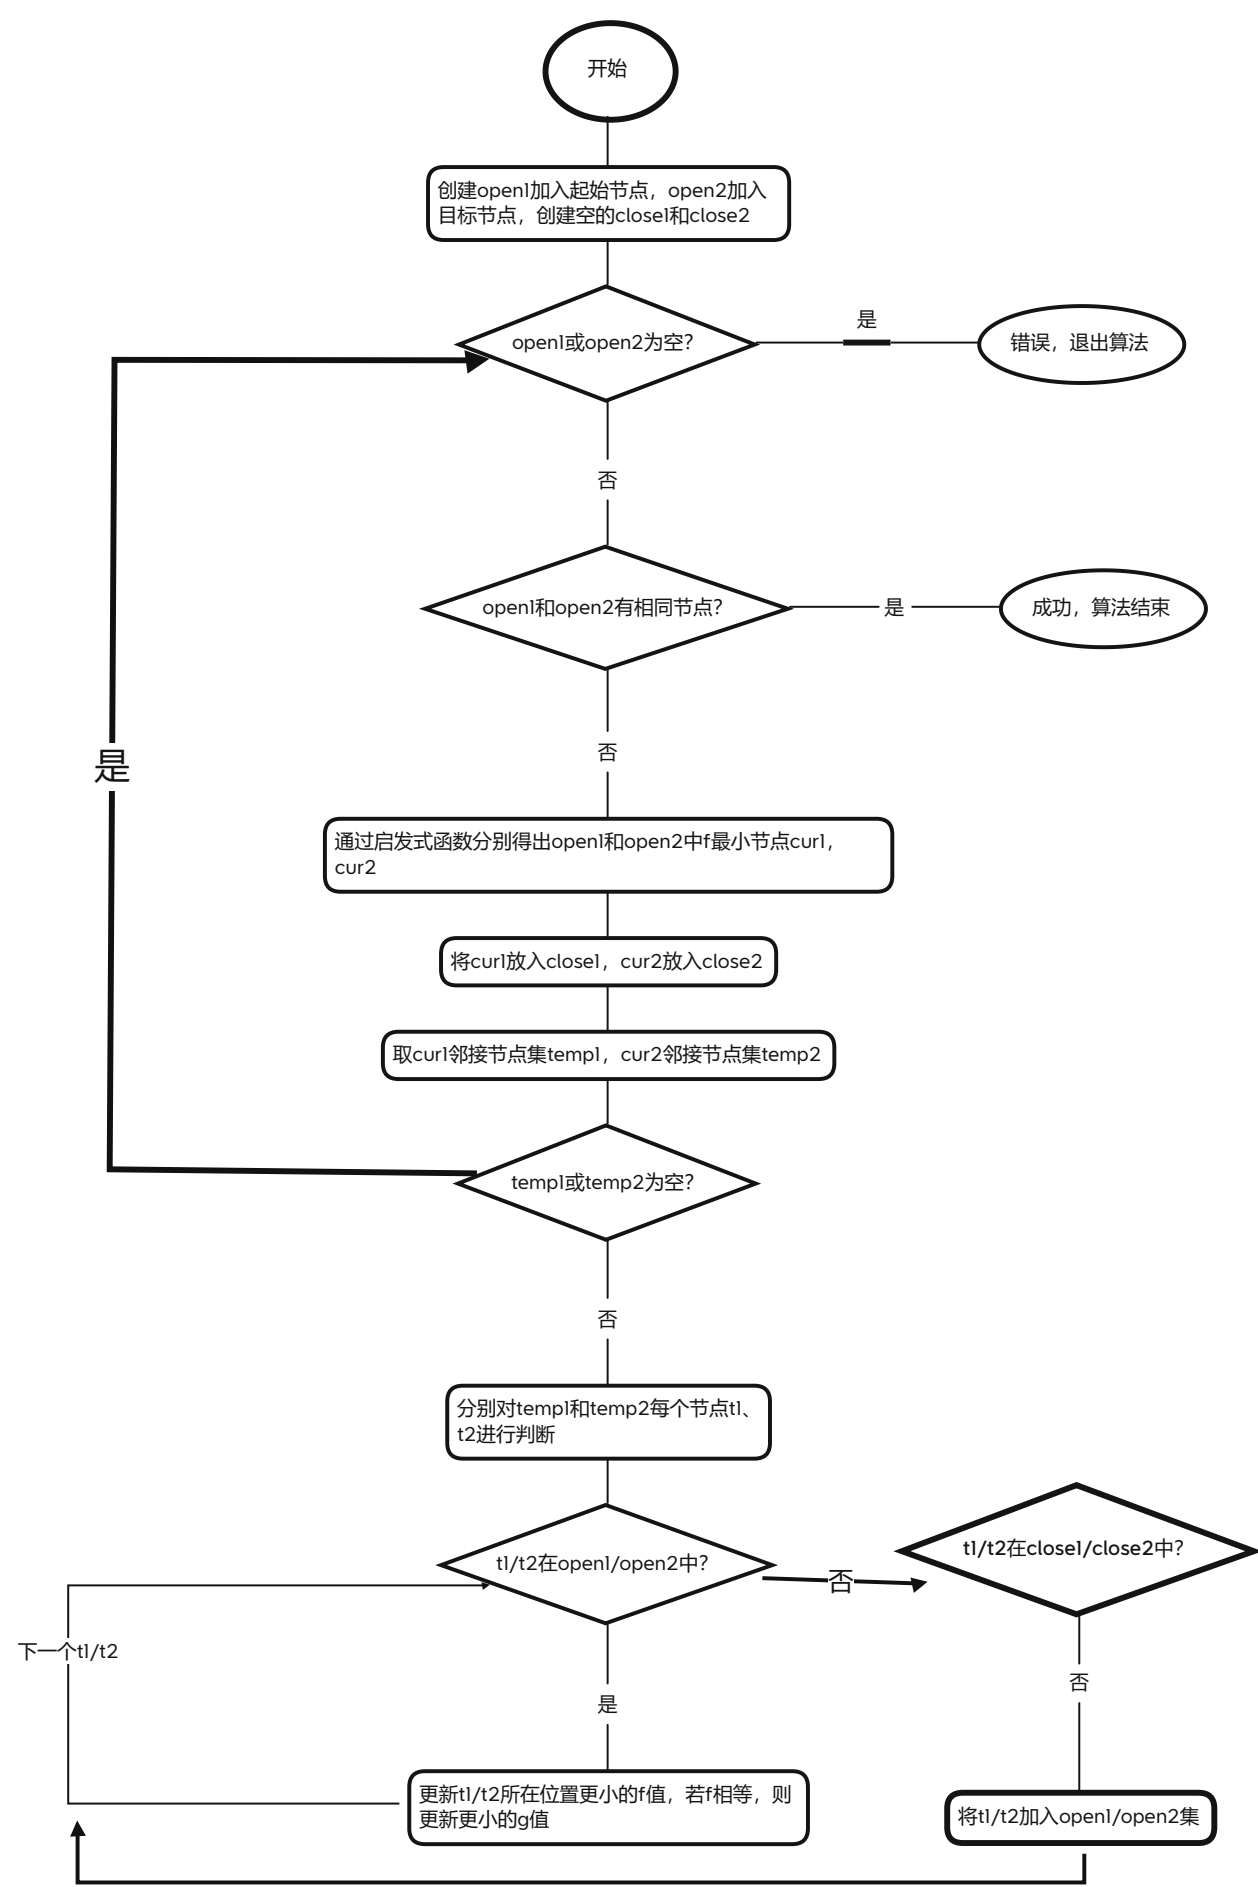 开始
创建open1加入起始节点，open2加入
目标节点，创建空的close1和close2
open1或open2为空？
是
错误，退出算法
否
open1和open2有相同节点？
是
成功，算法结束
否
是
通过启发式函数分别得出open1和open2中f最小节点cur1，
cur2
将cur1放入close1，cur2放入close2
取cur1邻接节点集temp1，cur2邻接节点集temp2
temp1或temp2为空？
否
分别对temp1和temp2每个节点t1、
t2进行判断
t1/t2在open1/open2中？
否
t1/t2在close1/close2中？
下一个t1/t2
是
否
更新t1/t2所在位置更小的f值，若f相等，则
更新更小的g值
将t1/t2加入open1/open2集